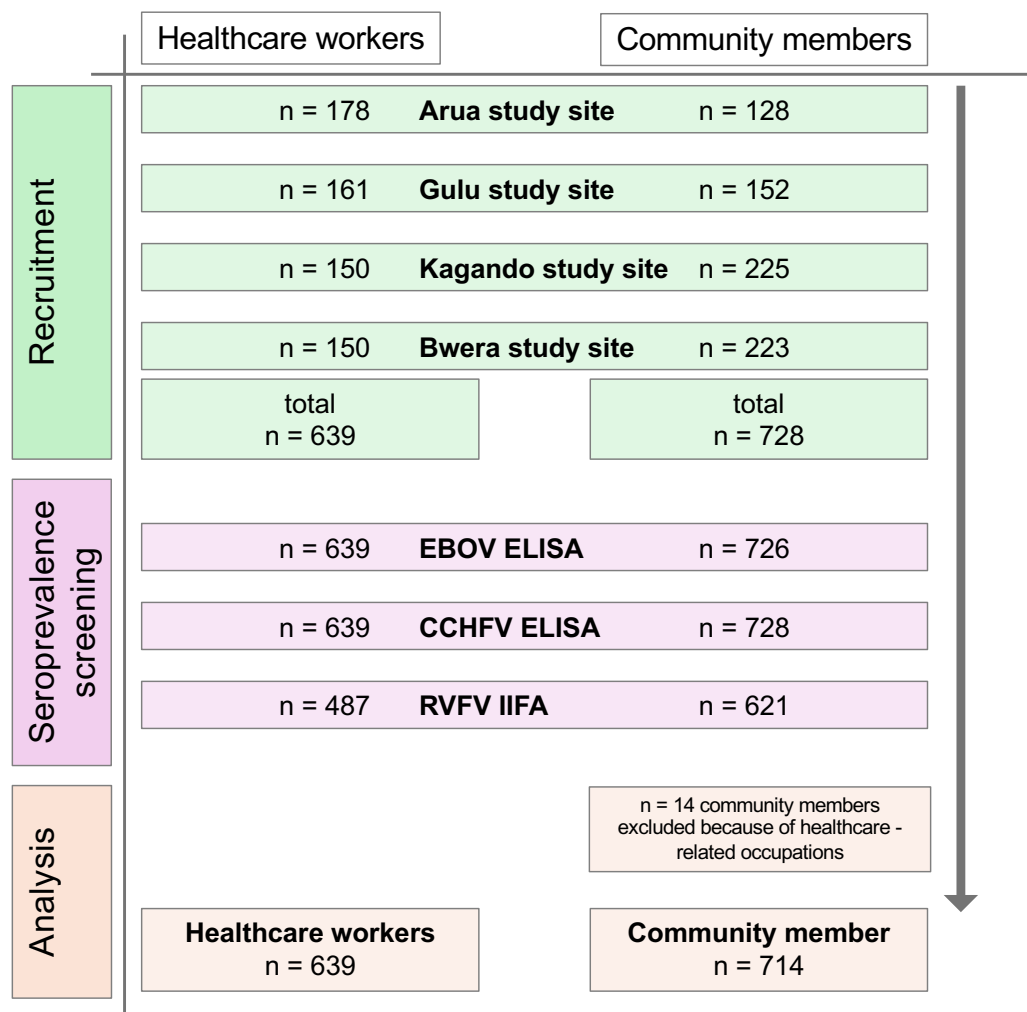 Healthcare workers
Community members
Recruitment
n = 178 Arua study site n = 128
n = 161 Gulu study site n = 152
n = 150 Kagando study site n = 225
n = 150 Bwera study site n = 223
total
n = 639
total
n = 728
Seroprevalence
screening
n = 639 EBOV ELISA n = 726
n = 639 CCHFV ELISA n = 728
n = 487 RVFV IIFA n = 621
Analysis
n = 14 community members
excluded because of healthcare -
related occupations
Healthcare workers
n = 639
Community member
n = 714